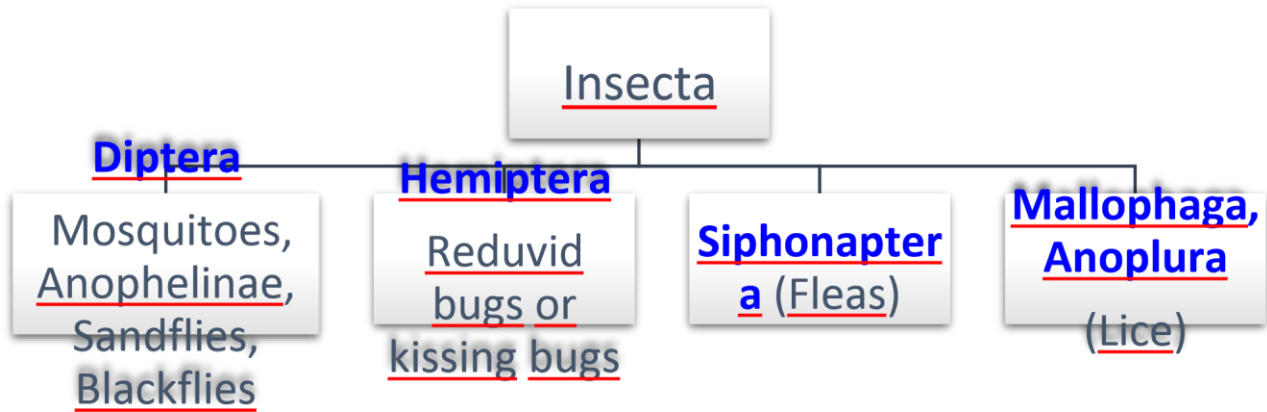 Insecta
Diptera
Mosquitoes,
Anophelinae,
Sandflies,
Blackflies
Hemiptera
Reduvid
bugs or
kissing bugs
Siphonapter
a (Fleas)
Mallophaga,
Anoplura
(Lice)